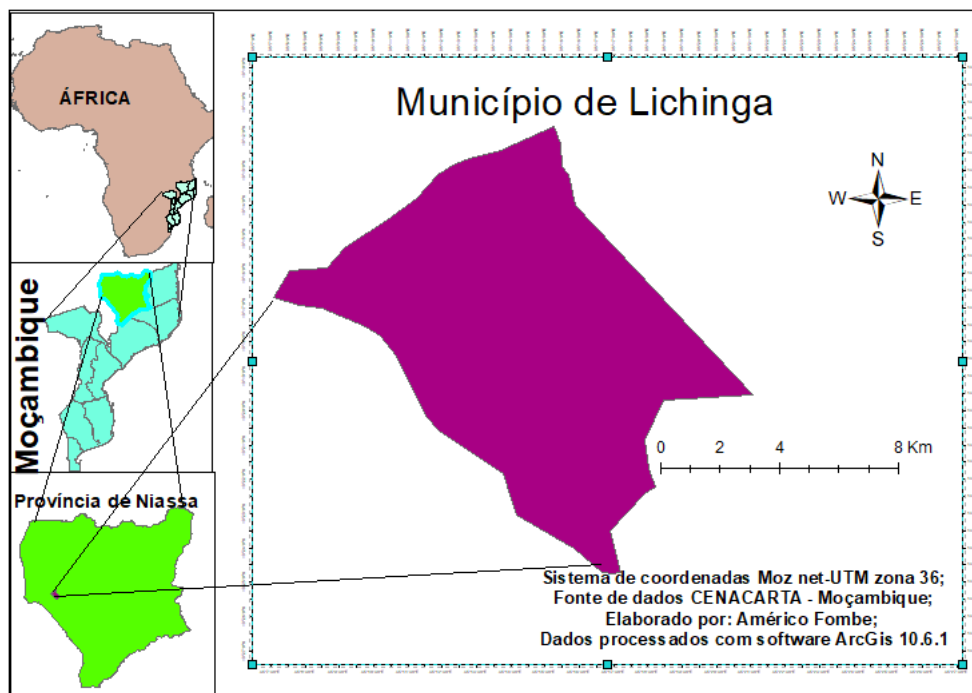 ÁFRICA
Moçambique
Província de Niassa
Município de Lichinga
N
W E
S
0 2 4 8 Km
Sistema de coordenadas Moz net-UTM zona 36;
Fonte de dados CENACARTA - Moçambique;
Elaborado por: Américo Fombe;
Dados processados com software ArcGis 10.6.1